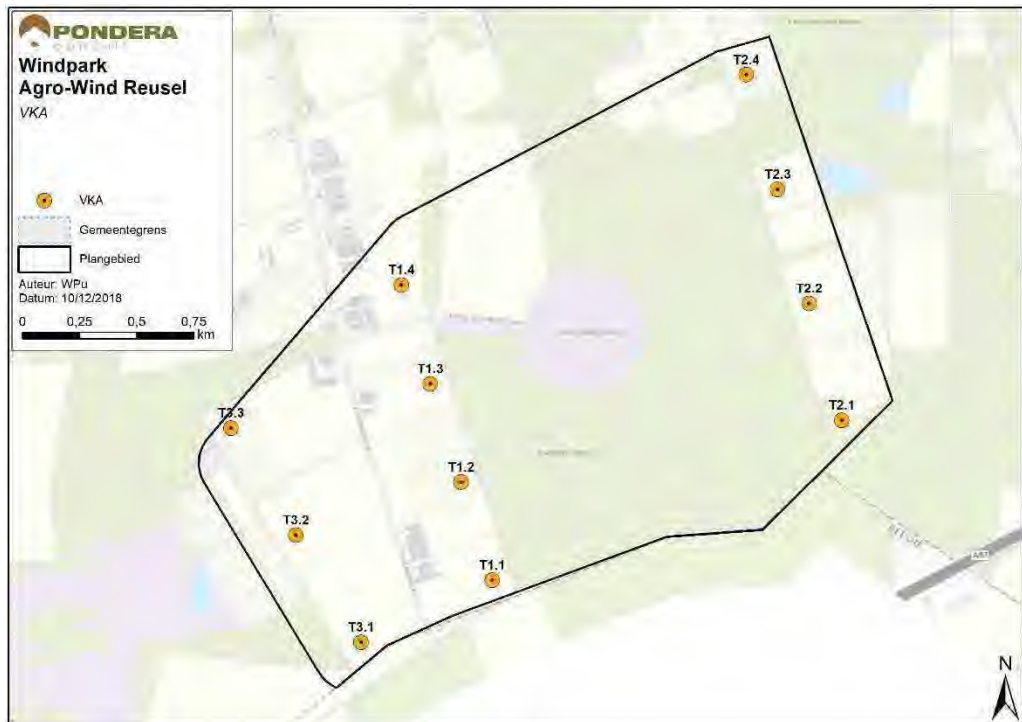 PONDERA
CONSULT
Windpark
Agro-Wind Reusel
VKA
VKA
Gemeentegrens
Plangebied
Auteur: WPu
Datum: 10/12/2018
0 0,25 0,5 0,75
km
T2.4
T2.3
T1.4
T2.2
T1.3
T2.1
T3.3
T1.2
T3.2
T1.1
T3.1
N